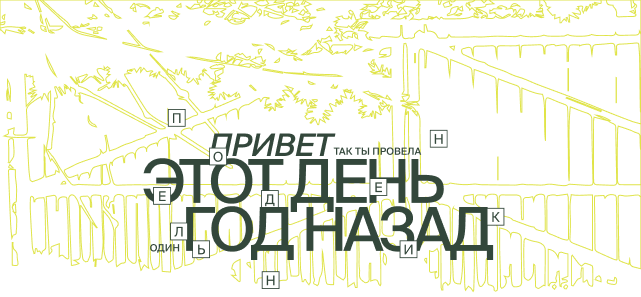 ПРИВЕТ ТАК ТЫ ПРОВЕЛА
ЭТОТ ДЕНЬ
ГОД НАЗАД
ОДИН
П О Н Е Д Е Л Ь Н И К